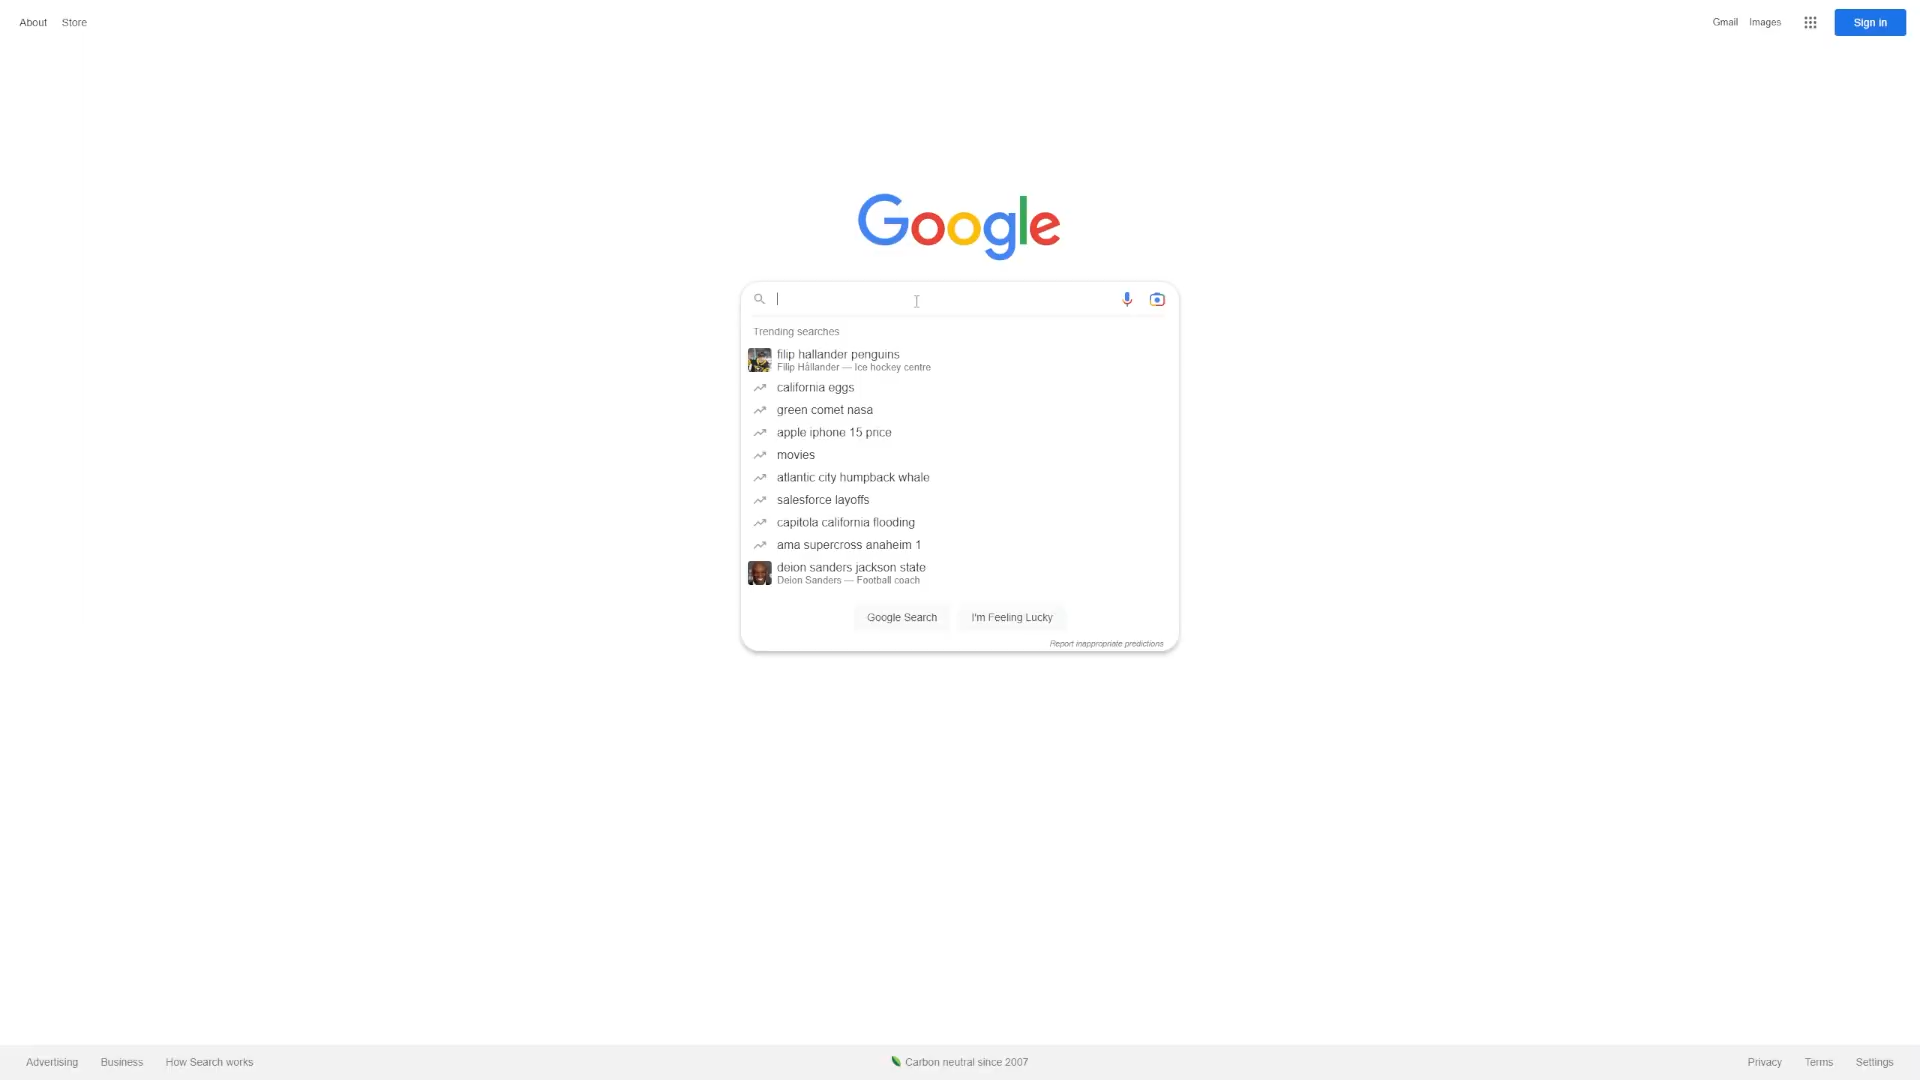 About Store
Gmail Images Sign in
Google
Trending searches
filip hallander penguins
Filip Hållander — Ice hockey centre
california eggs
green comet nasa
apple iphone 15 price
movies
atlantic city humpback whale
salesforce layoffs
capitola california flooding
ama supercross anaheim 1
deion sanders jackson state
Deion Sanders — Football coach
Google Search I'm Feeling Lucky
Report inappropriate predictions
Advertising Business How Search works Carbon neutral since 2007 Privacy Terms Settings